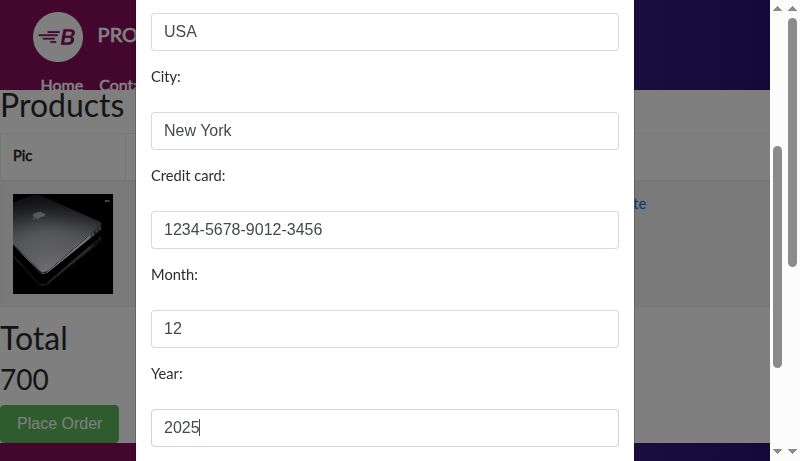 PRO
Home Conta
Products
Pic
te
Total
700
Place Order
USA
City:
New York
Credit card:
1234-5678-9012-3456
Month:
12
Year:
2025